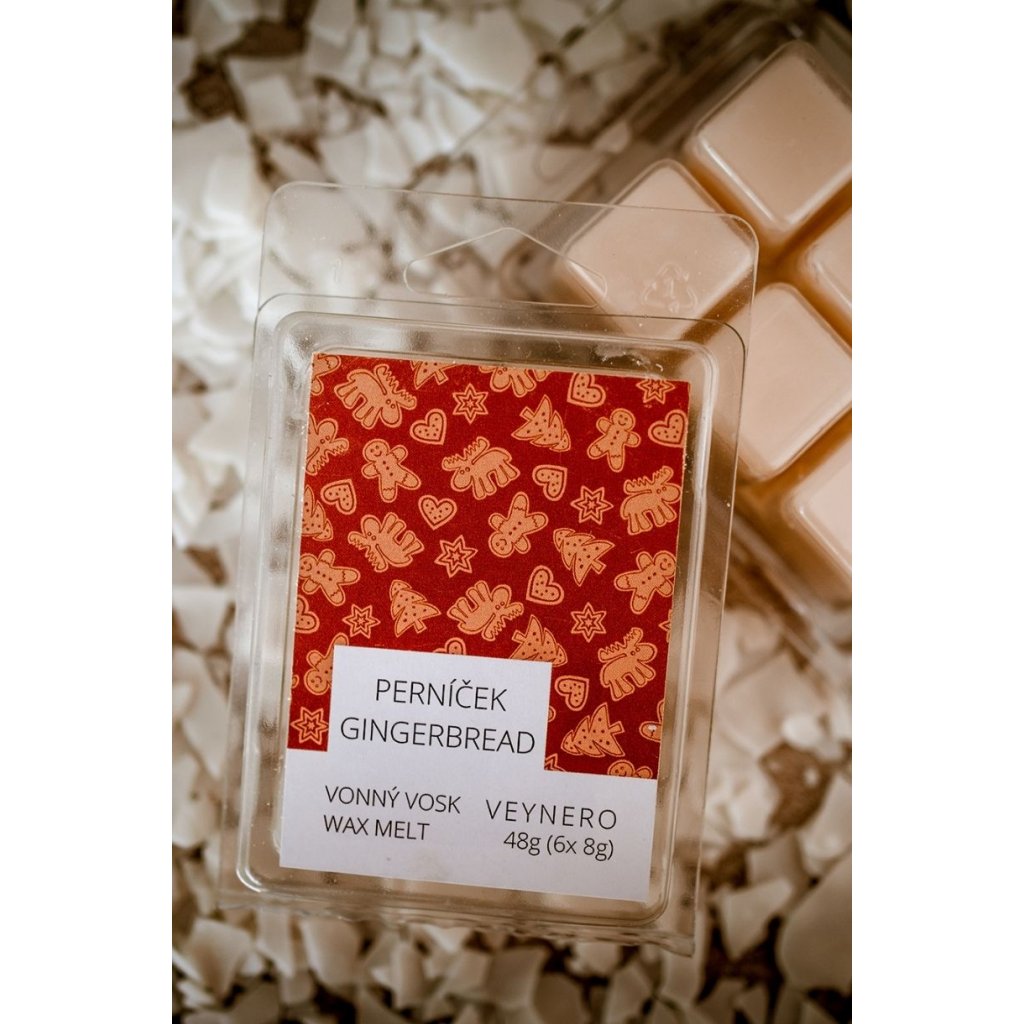 PERNÍČEK
GINGERBREAD
VONNÝ VOSK
WAX MELT
VEYNERO
48g (6x 8g)